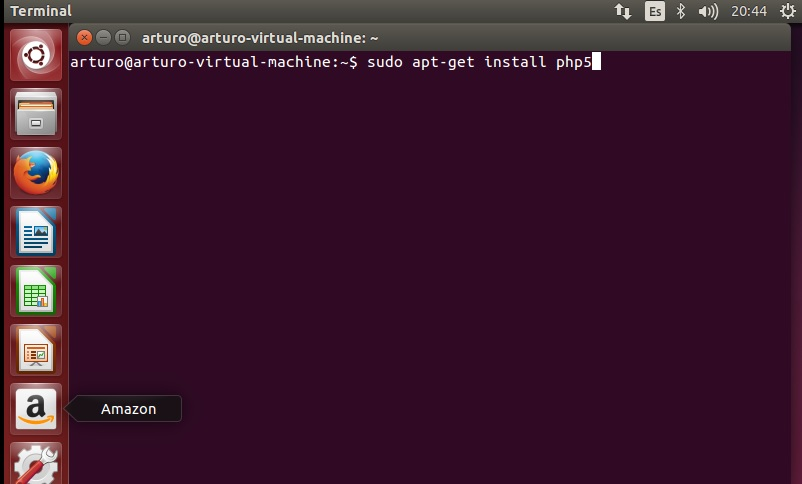 Terminal
Es
20:44
arturo@arturo-virtual-machine: ~
arturo@arturo-virtual-machine:~$ sudo apt-get install php5
a
Amazon